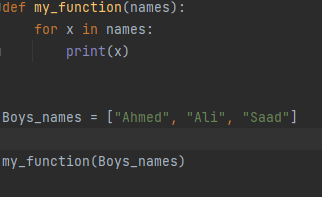 def my_function(names):
    for x in names:
        print(x)
Boys_names = ["Ahmed", "Ali", "Saad"]
my_function(Boys_names)